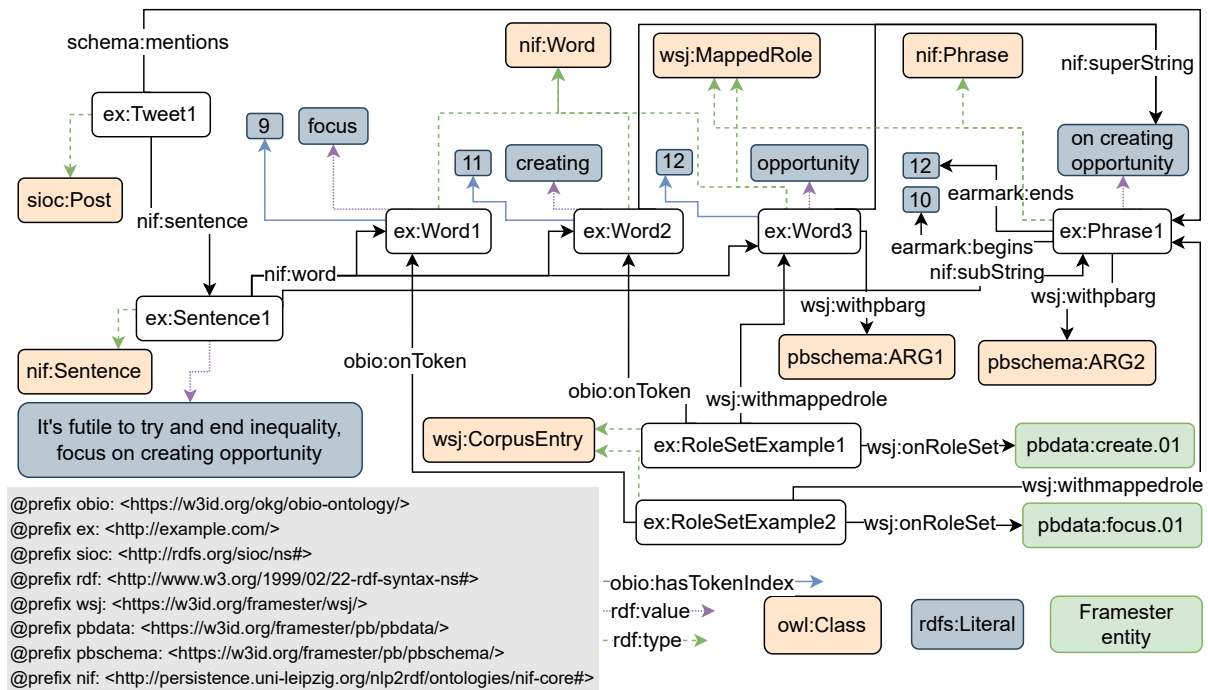 schema:mentions
nif:Word
wsj:MappedRole
nif:Phrase
nif:superString
ex:Tweet1
9
focus
11
creating
12
opportunity
12
on creating
opportunity
earmark:ends
10
sioc:Post
nif:sentence
ex:Word1
ex:Word2
ex:Word3
ex:Phrase1
earmark:begins
nif:subString
nif:word
wsj:withpbarg
wsj:withpbarg
ex:Sentence1
obio:onToken
pbschema:ARG1
pbschema:ARG2
nif:Sentence
obio:onToken
wsj:withmappedrole
It's futile to try and end inequality,
focus on creating opportunity
wsj:CorpusEntry
ex:RoleSetExample1
wsj:onRoleSet
pbdata:create.01
wsj:withmappedrole
ex:RoleSetExample2
wsj:onRoleSet
pbdata:focus.01
@prefix obio: <https://w3id.org/okg/obio-ontology/>
@prefix ex: <http://example.com/>
@prefix sioc: <http://rdfs.org/sioc/ns#>
@prefix rdf: <http://www.w3.org/1999/02/22-rdf-syntax-ns#>
@prefix wsj: <https://w3id.org/framester/wsj/>
@prefix pbdata: <https://w3id.org/framester/pb/pbdata/>
@prefix pbschema: <https://w3id.org/framester/pb/pbschema/>
@prefix nif: <http://persistence.uni-leipzig.org/nlp2rdf/ontologies/nif-core#>
obio:hasTokenIndex
rdf:value
rdf:type
owl:Class
rdfs:Literal
Framester
entity